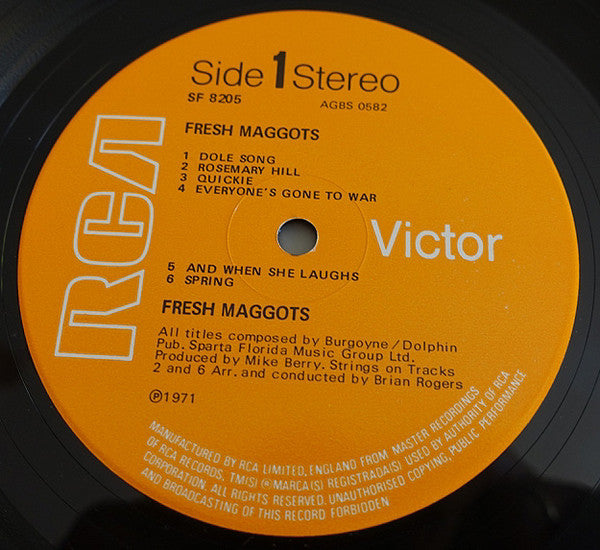 Side 1 Stereo
SF 8205 AGBS 0582
FRESH MAGGOTS
1 DOLE SONG
2 ROSEMARY HILL
3 QUICKIE
4 EVERYONE'S GONE TO WAR
RCA
Victor
5 AND WHEN SHE LAUGHS
6 SPRING
FRESH MAGGOTS
All titles composed by Burgoyne/Dolphin
Pub. Sparta Florida Music Group Ltd.
Produced by Mike Berry. Strings on Tracks
2 and 6 Arr. and conducted by Brian Rogers
Ⓟ1971
MANUFACTURED BY RCA LIMITED, ENGLAND FROM MASTER RECORDINGS
OF RCA RECORDS, TM(S) ® MARCA(S) REGISTRADA(S) USED BY AUTHORITY OF RCA
CORPORATION. ALL RIGHTS RESERVED. UNAUTHORISED COPYING, PUBLIC PERFORMANCE
AND BROADCASTING OF THIS RECORD FORBIDDEN